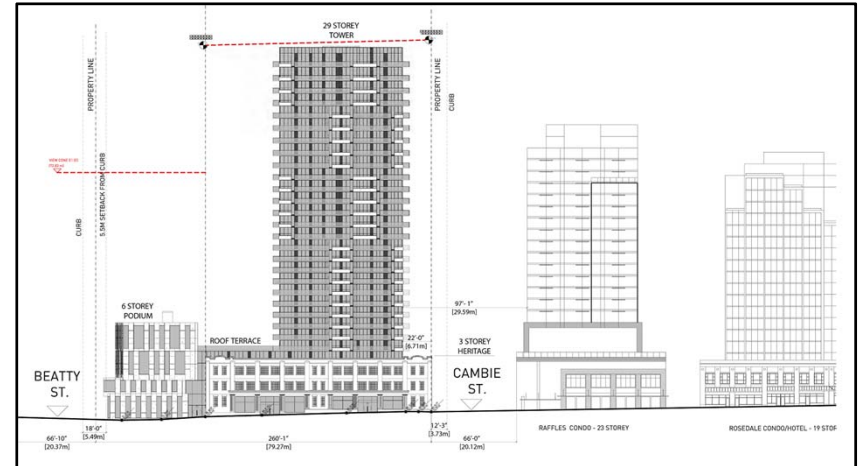 29 STOREY
TOWER
PROPERTY LINE
CURB
5.5M SETBACK FROM CURB
PROPERTY LINE
CURB
6 STOREY
PODIUM
ROOF TERRACE
22'-0"
[6.71m]
97'- 1"
[29.59m]
3 STOREY
HERITAGE
BEATTY
ST.
CAMBIE
ST.
18'-0"
[5.49m]
66'-10"
[20.37m]
260'-1"
[79.27m]
12'-3"
[3.73m]
66'-0"
[20.12m]
RAFFLES CONDO - 23 STOREY
ROSEDALE CONDO/HOTEL - 19 STOR